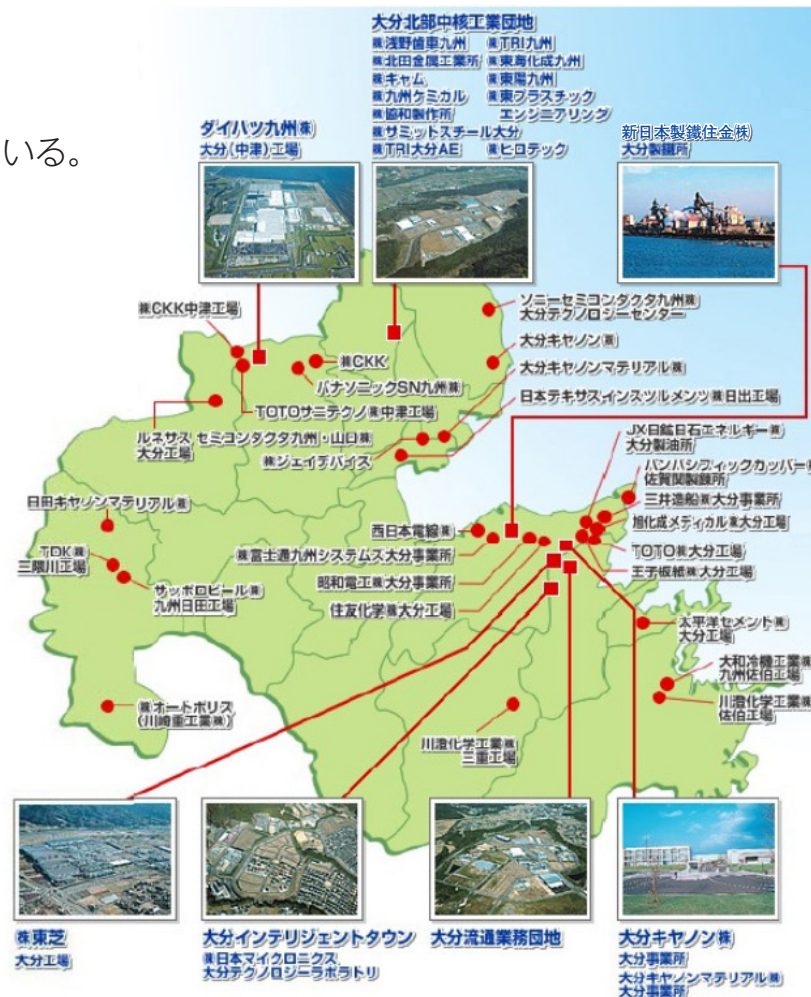 いる。
大分北部中核工業団地
㈱浅野歯車九州 ㈱TRI九州
㈱北田金属工業所 ㈱東海化成九州
㈱キャム ㈱東陽九州
㈱九州ケミカル ㈱東プラスチック
㈱協和製作所 エンジニアリング
㈱サミットスチール大分
㈱TRI大分AE ㈱ヒロテック
ダイハツ九州㈱
大分(中津)工場
新日本製鐵住金㈱
大分製鐵所
㈱CKK中津工場
㈱CKK
パナソニックSN九州㈱
TOTOサニテクノ㈱中津工場
ルネサス セミコンダクタ九州・山口㈱
大分工場
㈱ジェイデバイス
ソニーセミコンダクタ九州㈱
大分テクノロジーセンター
大分キヤノン㈱
大分キヤノンマテリアル㈱
日本テキサスインスツルメンツ㈱日出工場
JX日鉱日石エネルギー㈱
大分製油所
パンパシフィックカッパー㈱
佐賀関製錬所
三井造船㈱大分事業所
旭化成メディカル㈱大分工場
TOTO㈱大分工場
王子板紙㈱大分工場
日田キヤノンマテリアル㈱
TDK㈱
三隈川工場
サッポロビール㈱
九州日田工場
西日本電線㈱
㈱富士通九州システムズ大分事業所
昭和電工㈱大分事業所
住友化学㈱大分工場
太平洋セメント㈱
大分工場
大和冷機工業㈱
九州佐伯工場
川澄化学工業㈱
佐伯工場
㈱オートポリス
(川崎重工業㈱)
川澄化学工業㈱
三重工場
㈱東芝
大分工場
大分インテリジェントタウン
㈱日本マイクロニクス
大分テクノロジーラボラトリ
大分流通業務団地
大分キヤノン㈱
大分事業所
大分キヤノンマテリアル㈱
大分事業所